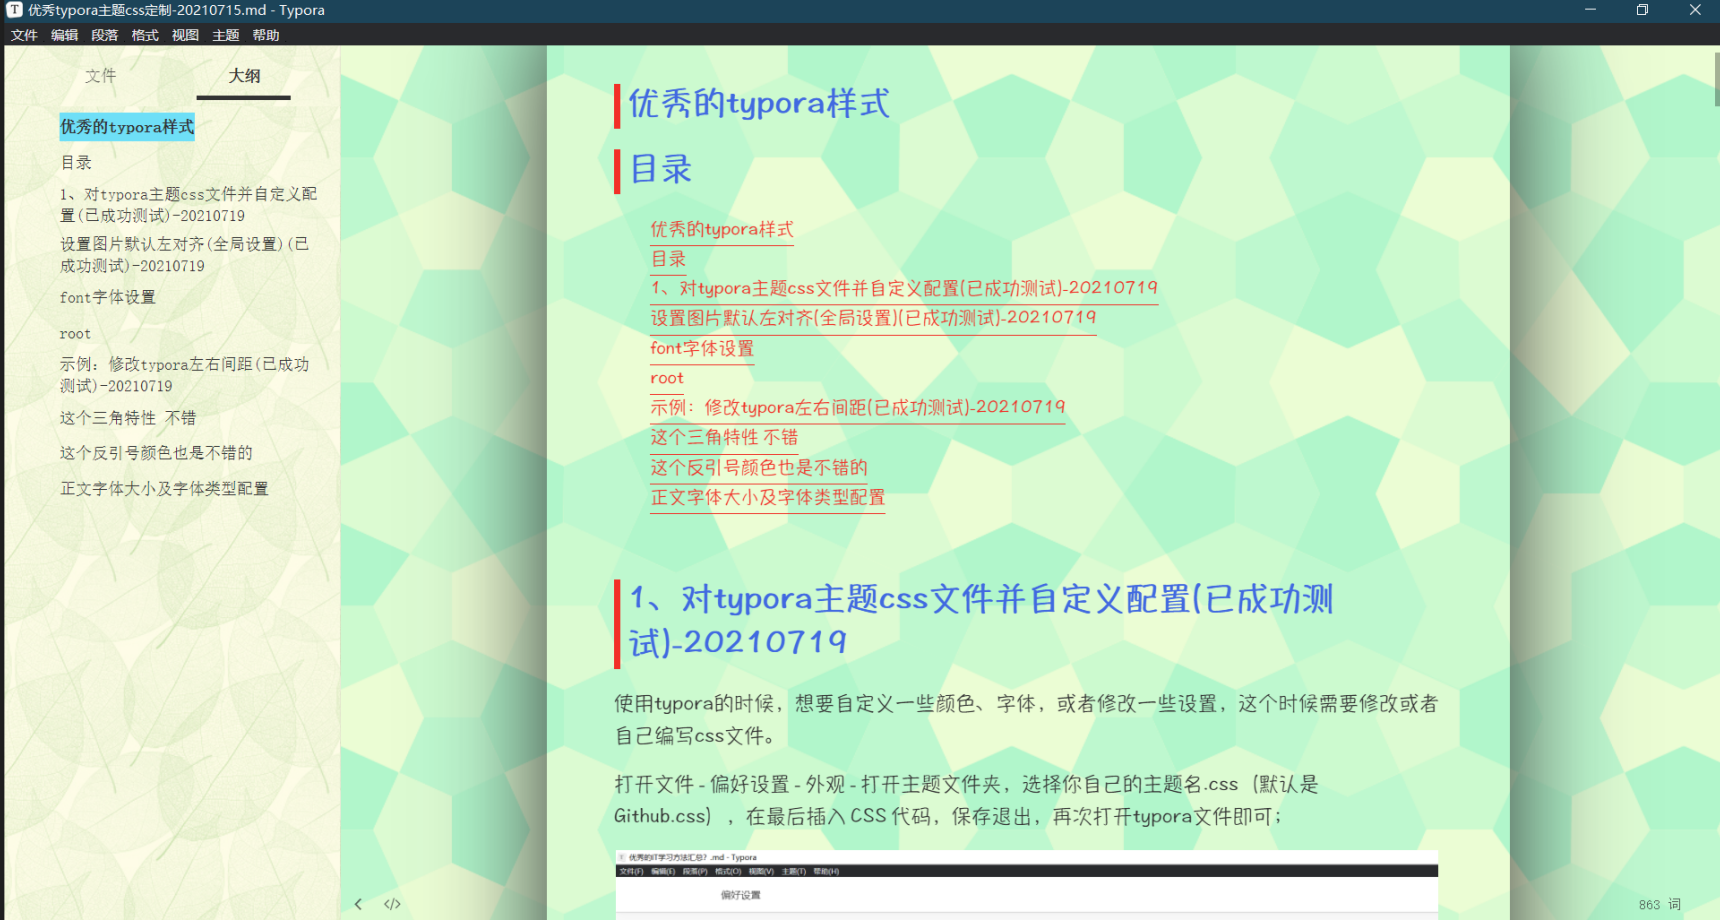 优秀typora主题css定制-20210715.md - Typora
文件 编辑 段落 格式 视图 主题 帮助
文件 大纲
优秀的typora样式
目录
1、对typora主题css文件并自定义配
置(已成功测试)-20210719
设置图片默认左对齐(全局设置)(已
成功测试)-20210719
font字体设置
root
示例：修改typora左右间距(已成功
测试)-20210719
这个三角特性 不错
这个反引号颜色也是不错的
正文字体大小及字体类型配置
优秀的typora样式
目录
优秀的typora样式
目录
1、对typora主题css文件并自定义配置(已成功测试)-20210719
设置图片默认左对齐(全局设置)(已成功测试)-20210719
font字体设置
root
示例：修改typora左右间距(已成功测试)-20210719
这个三角特性 不错
这个反引号颜色也是不错的
正文字体大小及字体类型配置
1、对typora主题css文件并自定义配置(已成功测
试)-20210719
使用typora的时候，想要自定义一些颜色、字体，或者修改一些设置，这个时候需要修改或者
自己编写css文件。
打开文件 - 偏好设置 - 外观 - 打开主题文件夹，选择你自己的主题名.css（默认是
Github.css），在最后插入 CSS 代码，保存退出，再次打开typora文件即可；
优秀的IT学习方法汇总？.md - Typora
文件(F) 编辑(E) 段落(P) 格式(O) 视图(V) 主题(T) 帮助(H)
偏好设置
</> 863 词